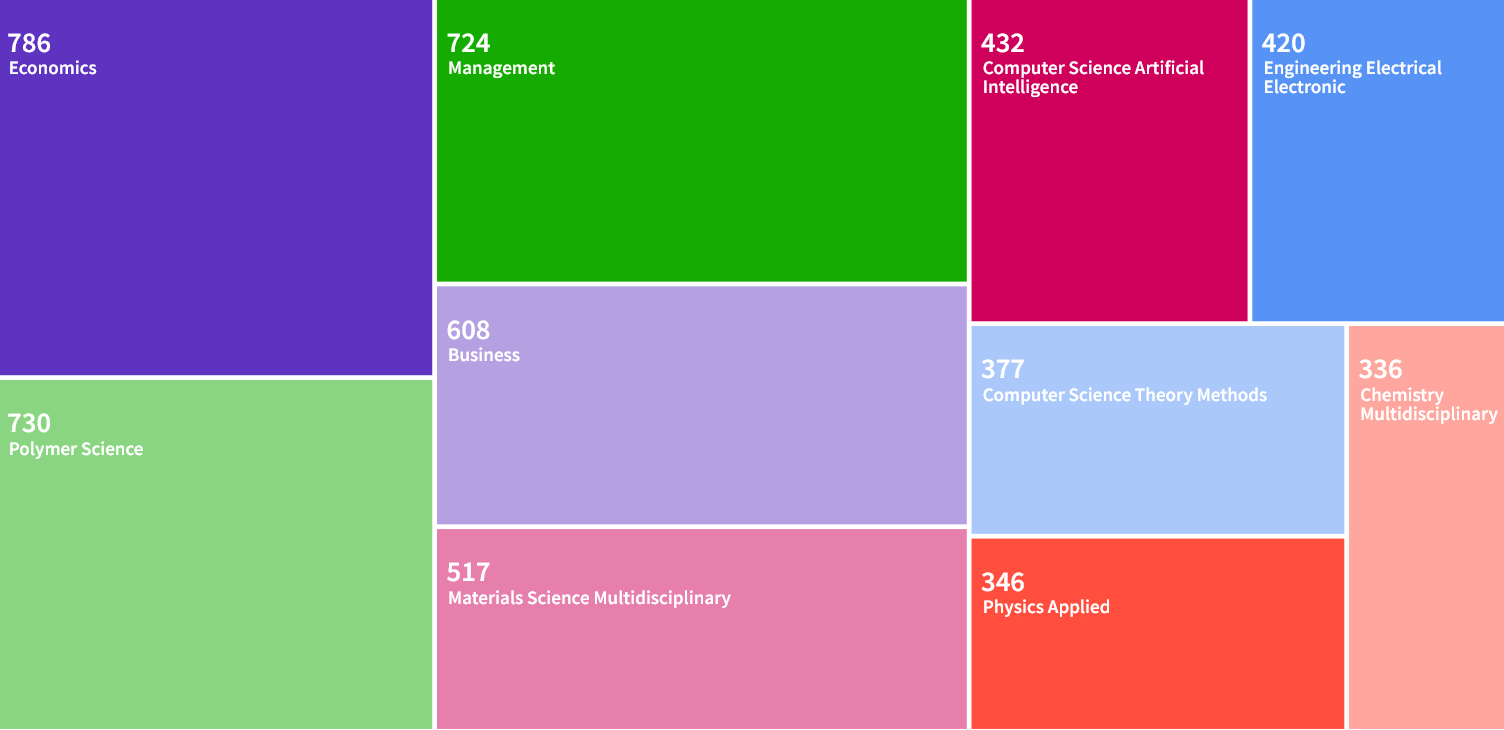 786
Economics
730
Polymer Science
724
Management
608
Business
517
Materials Science Multidisciplinary
432
Computer Science Artificial
Intelligence
420
Engineering Electrical
Electronic
377
Computer Science Theory Methods
346
Physics Applied
336
Chemistry
Multidisciplinary